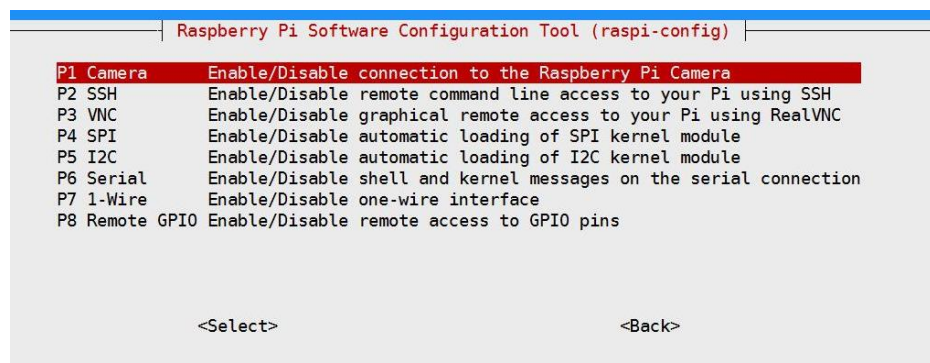 Raspberry Pi Software Configuration Tool (raspi-config)
P1 Camera Enable/Disable connection to the Raspberry Pi Camera
P2 SSH Enable/Disable remote command line access to your Pi using SSH
P3 VNC Enable/Disable graphical remote access to your Pi using RealVNC
P4 SPI Enable/Disable automatic loading of SPI kernel module
P5 I2C Enable/Disable automatic loading of I2C kernel module
P6 Serial Enable/Disable shell and kernel messages on the serial connection
P7 1-Wire Enable/Disable one-wire interface
P8 Remote GPIO Enable/Disable remote access to GPIO pins
<Select> <Back>